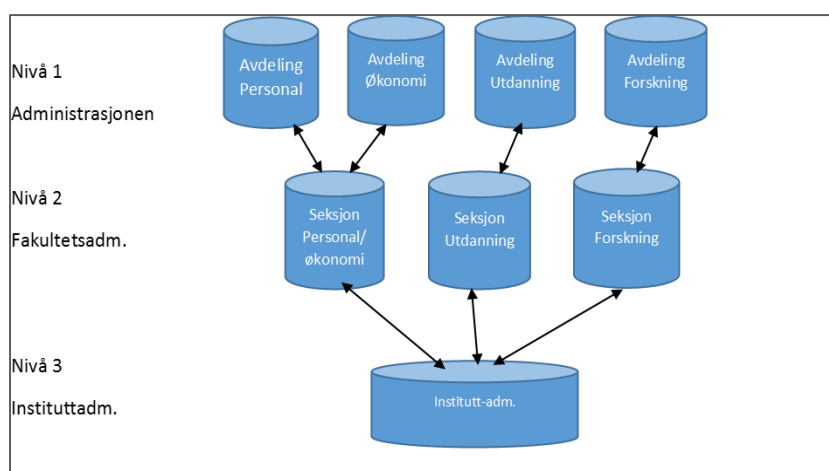 Nivå 1
Administrasjonen
Avdeling
Personal
Avdeling
Økonomi
Avdeling
Utdanning
Avdeling
Forskning
Nivå 2
Fakultetsadm.
Seksjon
Personal/
økonomi
Seksjon
Utdanning
Seksjon
Forskning
Nivå 3
Instituttadm.
Institutt-adm.